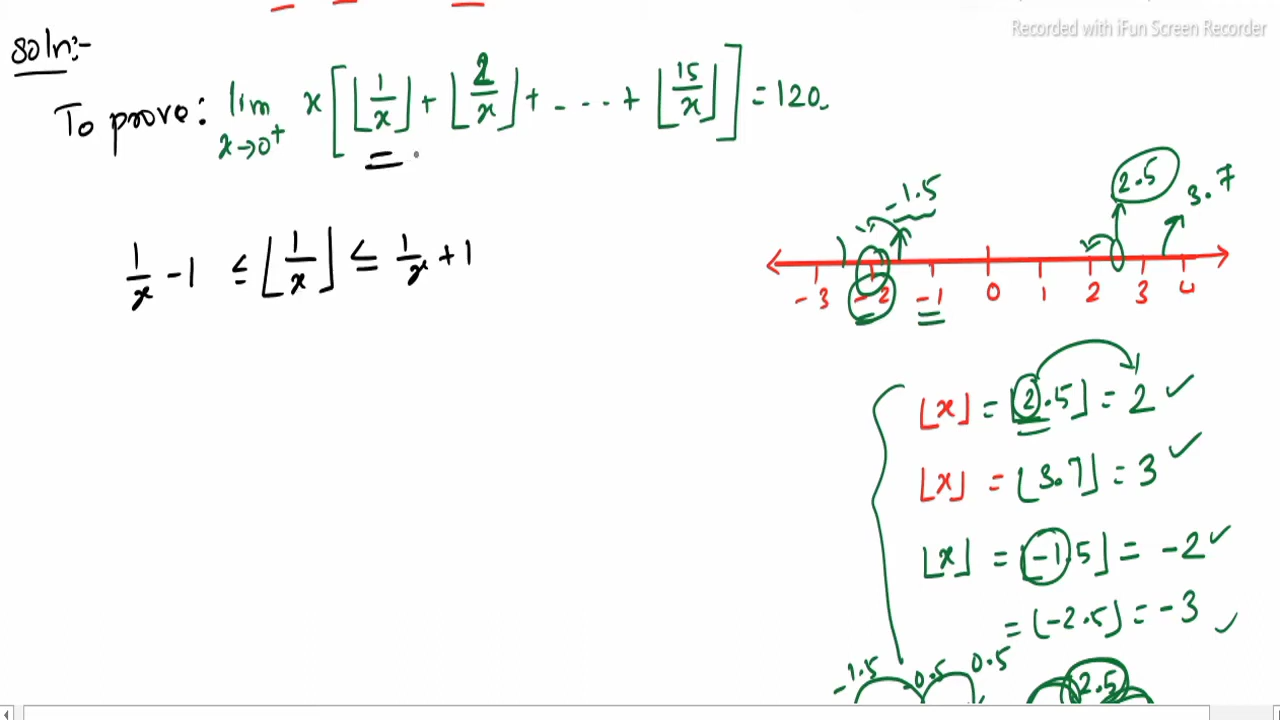 Recorded with iFun Screen Recorder
soln:-
To prove: lim x→0⁺ x[⌊1/x⌋ + ⌊2/x⌋ + - - - + ⌊15/x⌋] = 120.
1/x - 1 ≤ ⌊1/x⌋ ≤ 1/x + 1
-1.5 2.5 3.7
-3 -2 -1 0 1 2 3 4
⌊x⌋ = ⌊2.5⌋ = 2 ✓
⌊x⌋ = ⌊3.7⌋ = 3 ✓
⌊x⌋ = ⌊-1.5⌋ = -2 ✓
= ⌊-2.5⌋ = -3 ✓
-1.5 -0.5 0.5 2.5